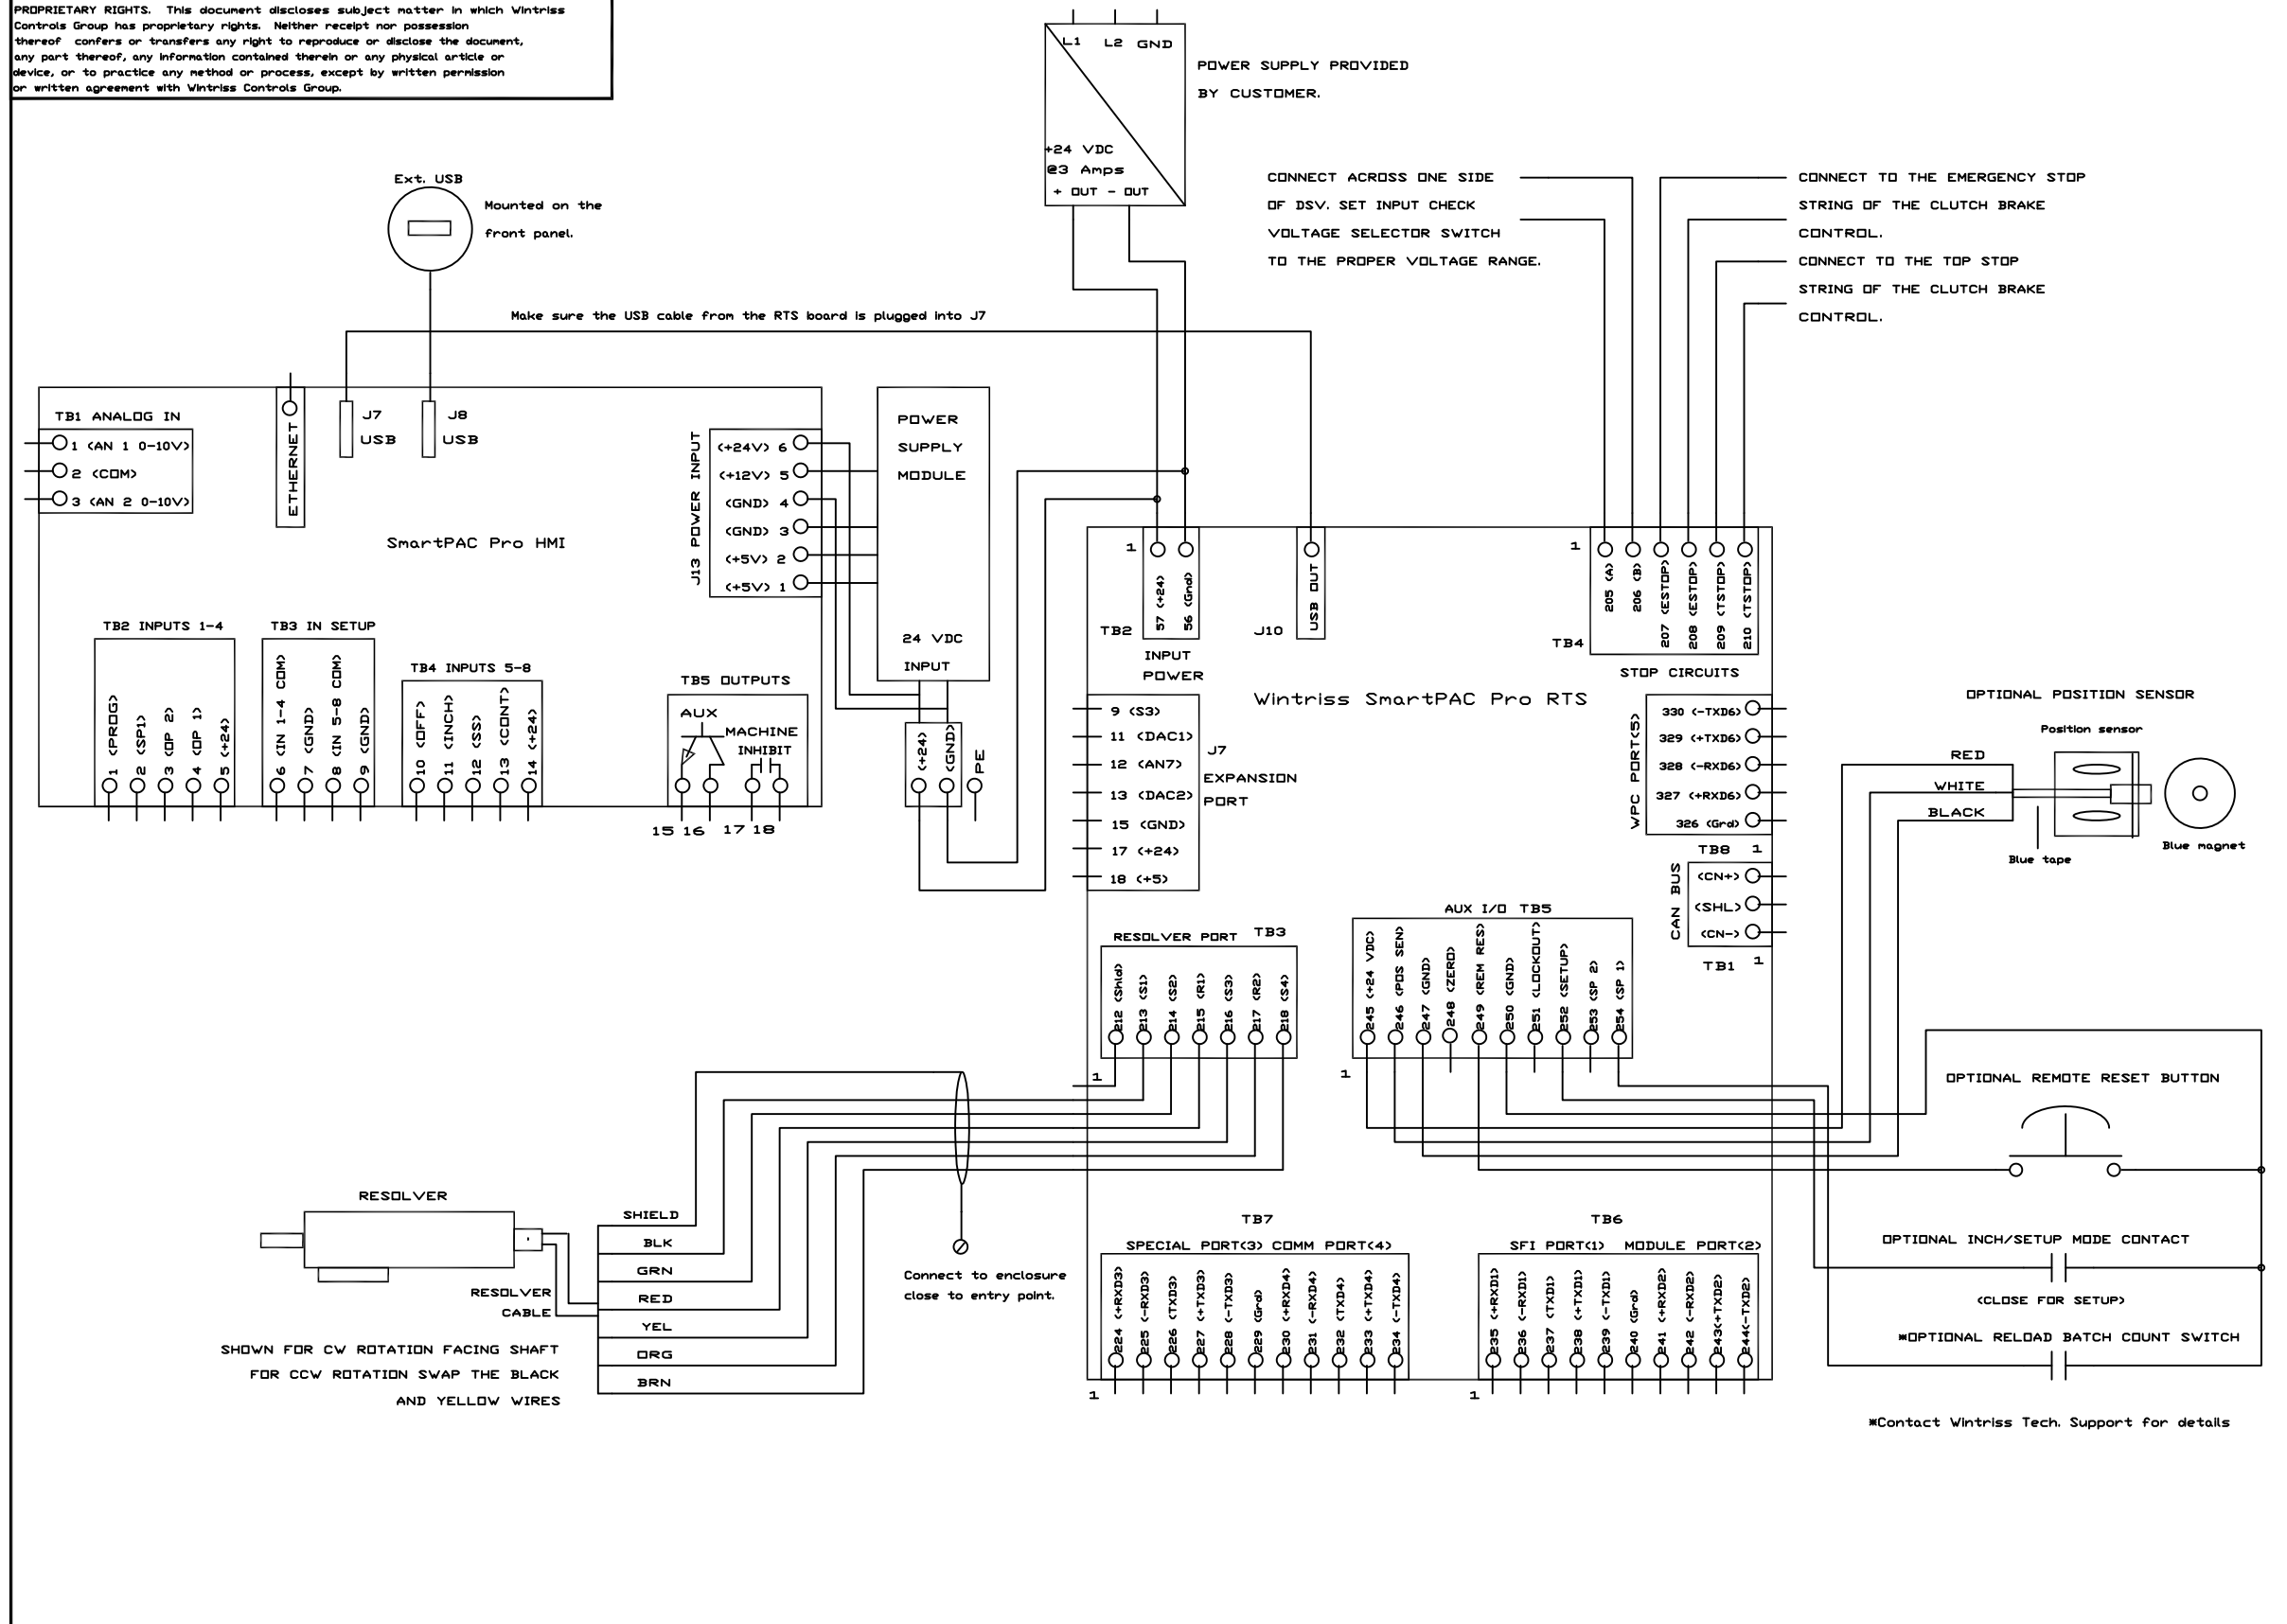 PROPRIETARY RIGHTS. This document discloses subject matter in which Wintriss
Controls Group has proprietary rights. Neither receipt nor possession
thereof confers or transfers any right to reproduce or disclose the document,
any part thereof, any information contained therein or any physical article or
device, or to practice any method or process, except by written permission
or written agreement with Wintriss Controls Group.
L1 L2 GND
POWER SUPPLY PROVIDED
BY CUSTOMER.
+24 VDC
@3 Amps
+ OUT - OUT
Ext. USB
Mounted on the
front panel.
CONNECT ACROSS ONE SIDE
OF DSV. SET INPUT CHECK
VOLTAGE SELECTOR SWITCH
TO THE PROPER VOLTAGE RANGE.
CONNECT TO THE EMERGENCY STOP
STRING OF THE CLUTCH BRAKE
CONTROL.
CONNECT TO THE TOP STOP
STRING OF THE CLUTCH BRAKE
CONTROL.
Make sure the USB cable from the RTS board is plugged into J7
TB1 ANALOG IN
1 (AN 1 0-10V)
2 (COM)
3 (AN 2 0-10V)
ETHERNET
J7
USB
J8
USB
SmartPAC Pro HMI
J13 POWER INPUT
(+24V) 6
(+12V) 5
(GND) 4
(GND) 3
(+5V) 2
(+5V) 1
POWER
SUPPLY
MODULE
24 VDC
INPUT
TB2 INPUTS 1-4
1 (PROG)
2 (SP1)
3 (OP 2)
4 (OP 1)
5 (+24)
TB3 IN SETUP
6 (IN 1-4 COM)
7 (GND)
8 (IN 5-8 COM)
9 (GND)
TB4 INPUTS 5-8
10 (OFF)
11 (INCH)
12 (SS)
13 (CONT)
14 (+24)
TB5 OUTPUTS
AUX
MACHINE
INHIBIT
15 16 17 18
(+24)
(GND)
PE
1
TB2
57 (+24)
56 (Gnd)
INPUT
POWER
J10
USB OUT
1
TB4
205 (A)
206 (B)
207 (ESTOP)
208 (ESTOP)
209 (TSTOP)
210 (TSTOP)
STOP CIRCUITS
Wintriss SmartPAC Pro RTS
9 (S3)
11 (DAC1)
12 (AN7)
13 (DAC2)
15 (GND)
17 (+24)
18 (+5)
J7
EXPANSION
PORT
WPC PORT(5)
330 (-TXD6)
329 (+TXD6)
328 (-RXD6)
327 (+RXD6)
326 (Grd)
TB8 1
CAN BUS
(CN+)
(SHL)
(CN-)
TB1 1
OPTIONAL POSITION SENSOR
Position sensor
RED
WHITE
BLACK
Blue tape
Blue magnet
RESOLVER PORT TB3
212 (Shld)
213 (S1)
214 (S2)
215 (R1)
216 (S3)
217 (R2)
218 (S4)
1
AUX I/O TB5
245 (+24 VDC)
246 (POS SEN)
247 (GND)
248 (ZERO)
249 (REM RES)
250 (GND)
251 (LOCKOUT)
252 (SETUP)
253 (SP 2)
254 (SP 1)
1
OPTIONAL REMOTE RESET BUTTON
RESOLVER
SHIELD
BLK
GRN
RED
YEL
ORG
BRN
RESOLVER
CABLE
Connect to enclosure
close to entry point.
SHOWN FOR CW ROTATION FACING SHAFT
FOR CCW ROTATION SWAP THE BLACK
AND YELLOW WIRES
TB7
SPECIAL PORT(3) COMM PORT(4)
224 (+RXD3)
225 (-RXD3)
226 (TXD3)
227 (+TXD3)
228 (-TXD3)
229 (Grd)
230 (+RXD4)
231 (-RXD4)
232 (TXD4)
233 (+TXD4)
234 (-TXD4)
1
TB6
SFI PORT(1) MODULE PORT(2)
235 (+RXD1)
236 (-RXD1)
237 (TXD1)
238 (+TXD1)
239 (-TXD1)
240 (Grd)
241 (+RXD2)
242 (-RXD2)
243(+TXD2)
244(-TXD2)
1
OPTIONAL INCH/SETUP MODE CONTACT
(CLOSE FOR SETUP)
*OPTIONAL RELOAD BATCH COUNT SWITCH
*Contact Wintriss Tech. Support for details